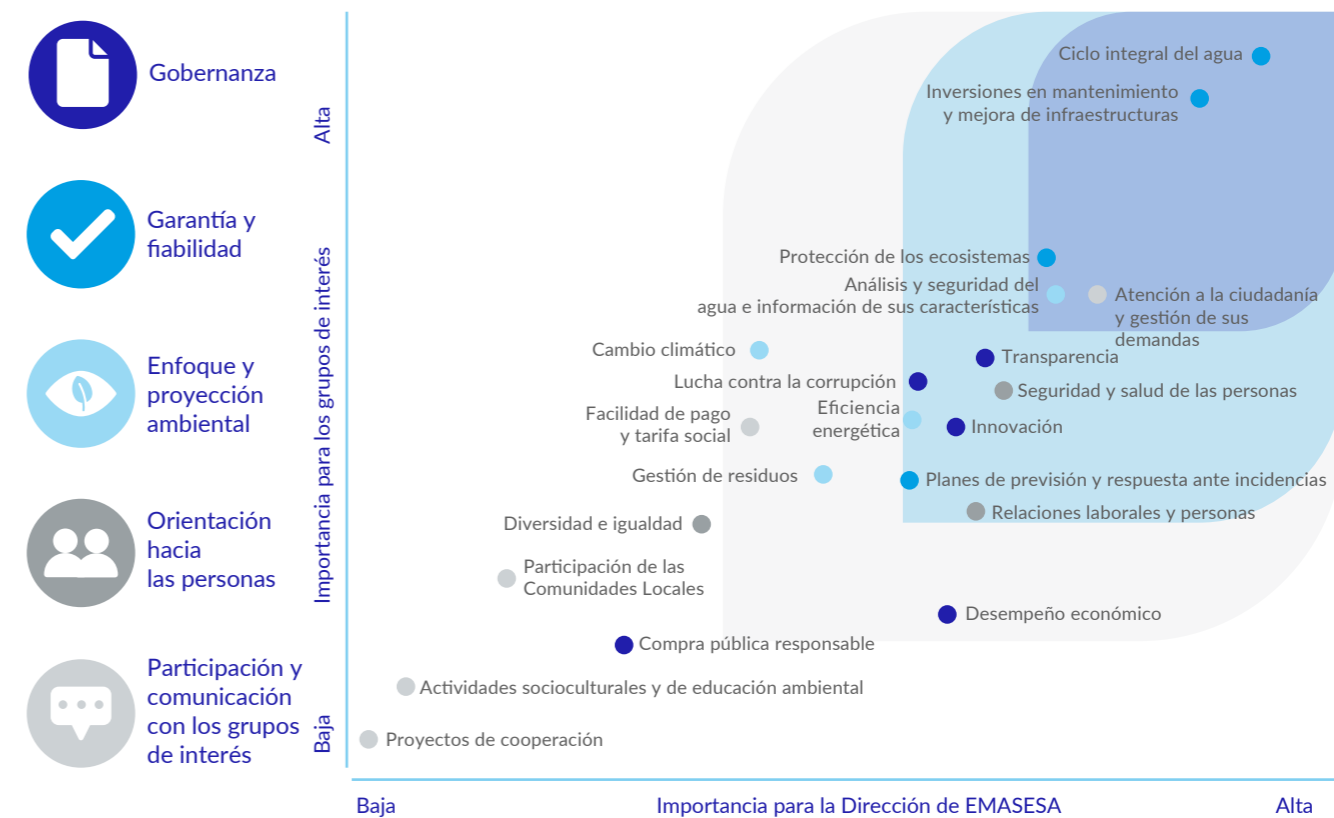 Gobernanza
Garantía y
fiabilidad
Enfoque y
proyección
ambiental
Orientación
hacia
las personas
Participación y
comunicación
con los grupos
de interés
Alta
Importancia para los grupos de interés
Baja
Ciclo integral del agua
Inversiones en mantenimiento
y mejora de infraestructuras
Protección de los ecosistemas
Análisis y seguridad del
agua e información de sus características
Atención a la ciudadanía
y gestión de sus
demandas
Cambio climático
Transparencia
Lucha contra la corrupción
Seguridad y salud de las personas
Facilidad de pago
y tarifa social
Eficiencia
energética
Innovación
Gestión de residuos
Planes de previsión y respuesta ante incidencias
Diversidad e igualdad
Relaciones laborales y personas
Participación de las
Comunidades Locales
Desempeño económico
Compra pública responsable
Actividades socioculturales y de educación ambiental
Proyectos de cooperación
Baja
Importancia para la Dirección de EMASESA
Alta